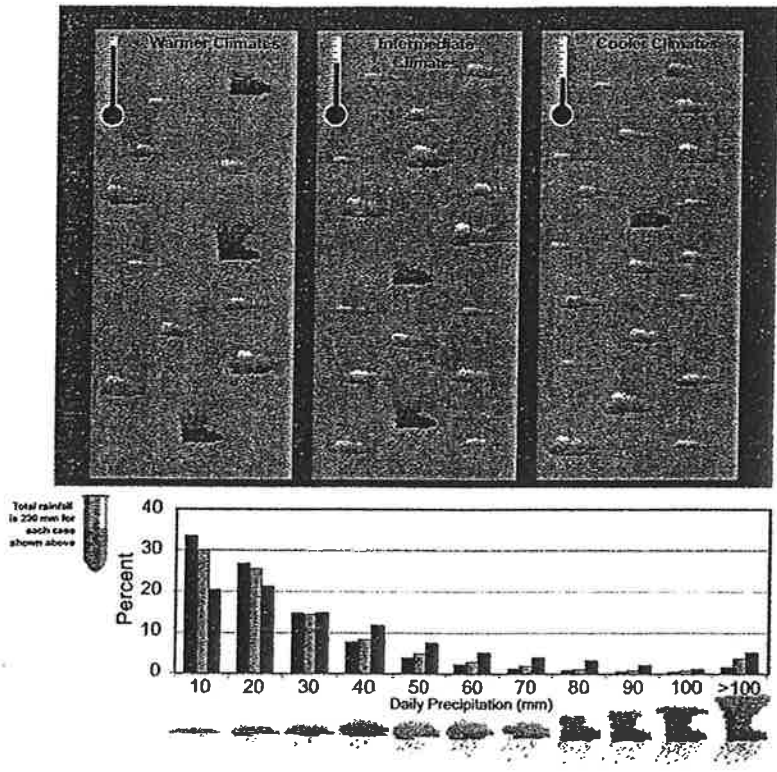 Warmer Climates
Intermediate
Climates
Cooler Climates
Total rainfall
is 230 mm for
each case
shown above
40
30
20
10
0
Percent
10 20 30 40 50 60 70 80 90 100 >100
Daily Precipitation (mm)